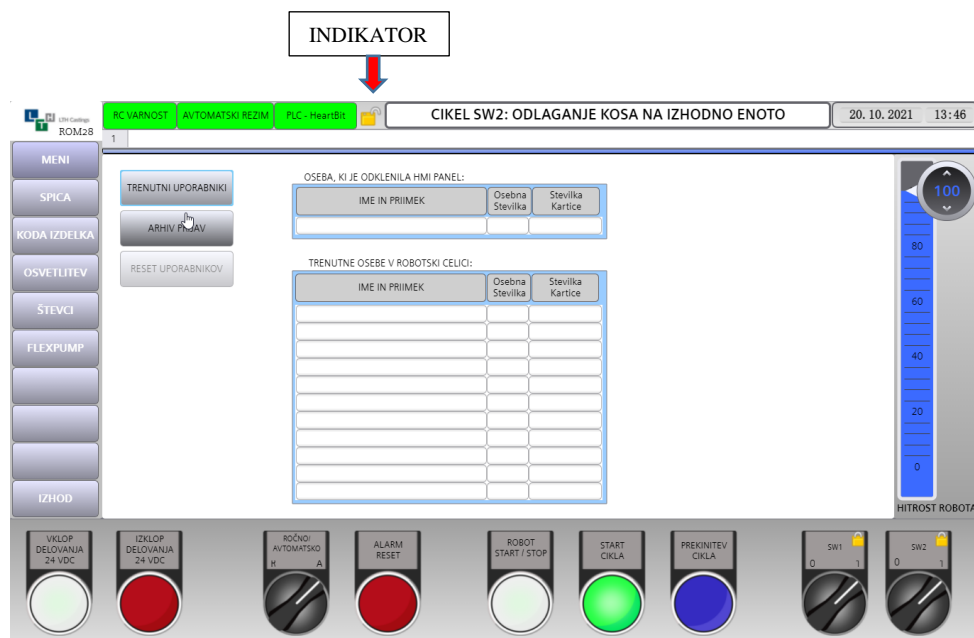 INDIKATOR
LTH Castings
ROM28
RC VARNOST
AVTOMATSKI REZIM
PLC - HeartBit
CIKEL SW2: ODLAGANJE KOSA NA IZHODNO ENOTO
20. 10. 2021 13:46
1
MENI
SPICA
KODA IZDELKA
OSVETLITEV
ŠTEVCI
FLEXPUMP
IZHOD
TRENUTNI UPORABNIKI
ARHIV PRIJAV
RESET UPORABNIKOV
OSEBA, KI JE ODKLENILA HMI PANEL:
IME IN PRIIMEK
Osebna
Stevilka
Stevilka
Kartice
TRENUTNE OSEBE V ROBOTSKI CELICI:
IME IN PRIIMEK
Osebna
Stevilka
Stevilka
Kartice
100
80
60
40
20
0
HITROST ROBOTA
VKLOP
DELOVANJA
24 VDC
IZKLOP
DELOVANJA
24 VDC
ROČNO/
AVTOMATSKO
R A
ALARM
RESET
ROBOT
START / STOP
START
CIKLA
PREKINITEV
CIKLA
SW1
0 1
SW2
0 1